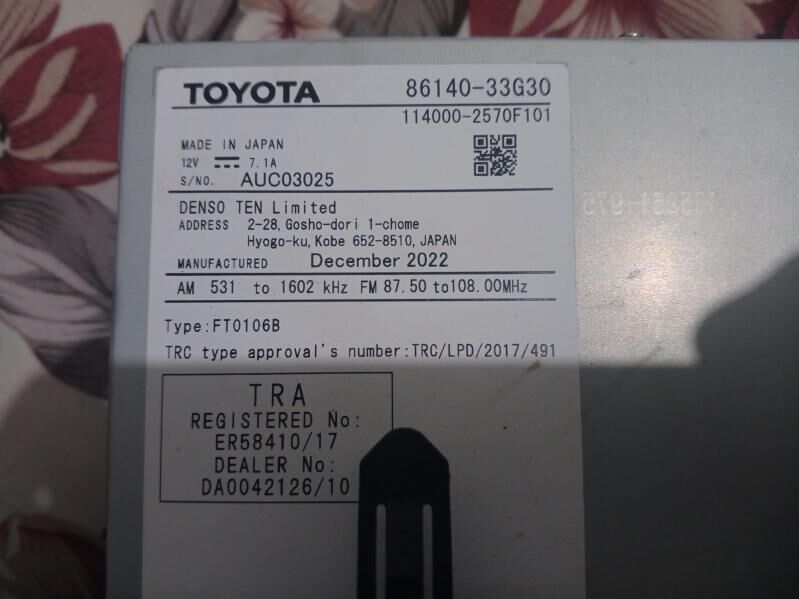 TOYOTA 86140-33G30
114000-2570F101
MADE IN JAPAN
12V ⎓ 7.1A
S/NO. AUC03025
DENSO TEN Limited
ADDRESS 2-28, Gosho-dori 1-chome
Hyogo-ku, Kobe 652-8510, JAPAN
MANUFACTURED December 2022
AM 531 to 1602 kHz FM 87.50 to 108.00MHz
Type:FT0106B
TRC type approval's number:TRC/LPD/2017/491
TRA
REGISTERED No:
ER58410/17
DEALER No:
DA0042126/10